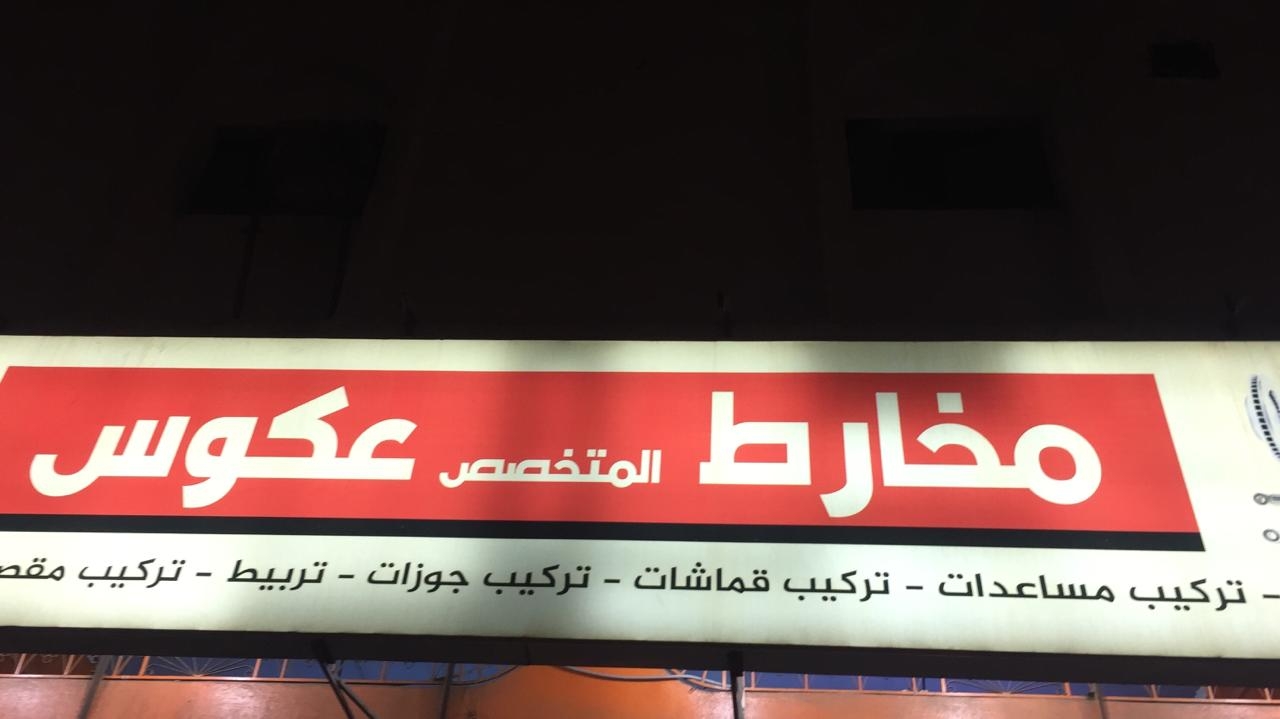 مخارط المتخصص عكوس
- تركيب مساعدات - تركيب قماشات - تركيب جوزات - تربيط - تركيب